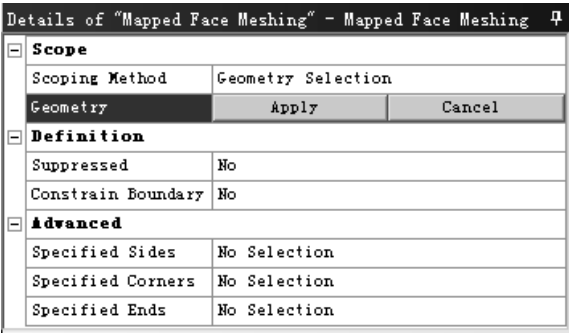 Details of "Mapped Face Meshing" - Mapped Face Meshing
Scope
Scoping Method Geometry Selection
Geometry Apply Cancel
Definition
Suppressed No
Constrain Boundary No
Advanced
Specified Sides No Selection
Specified Corners No Selection
Specified Ends No Selection